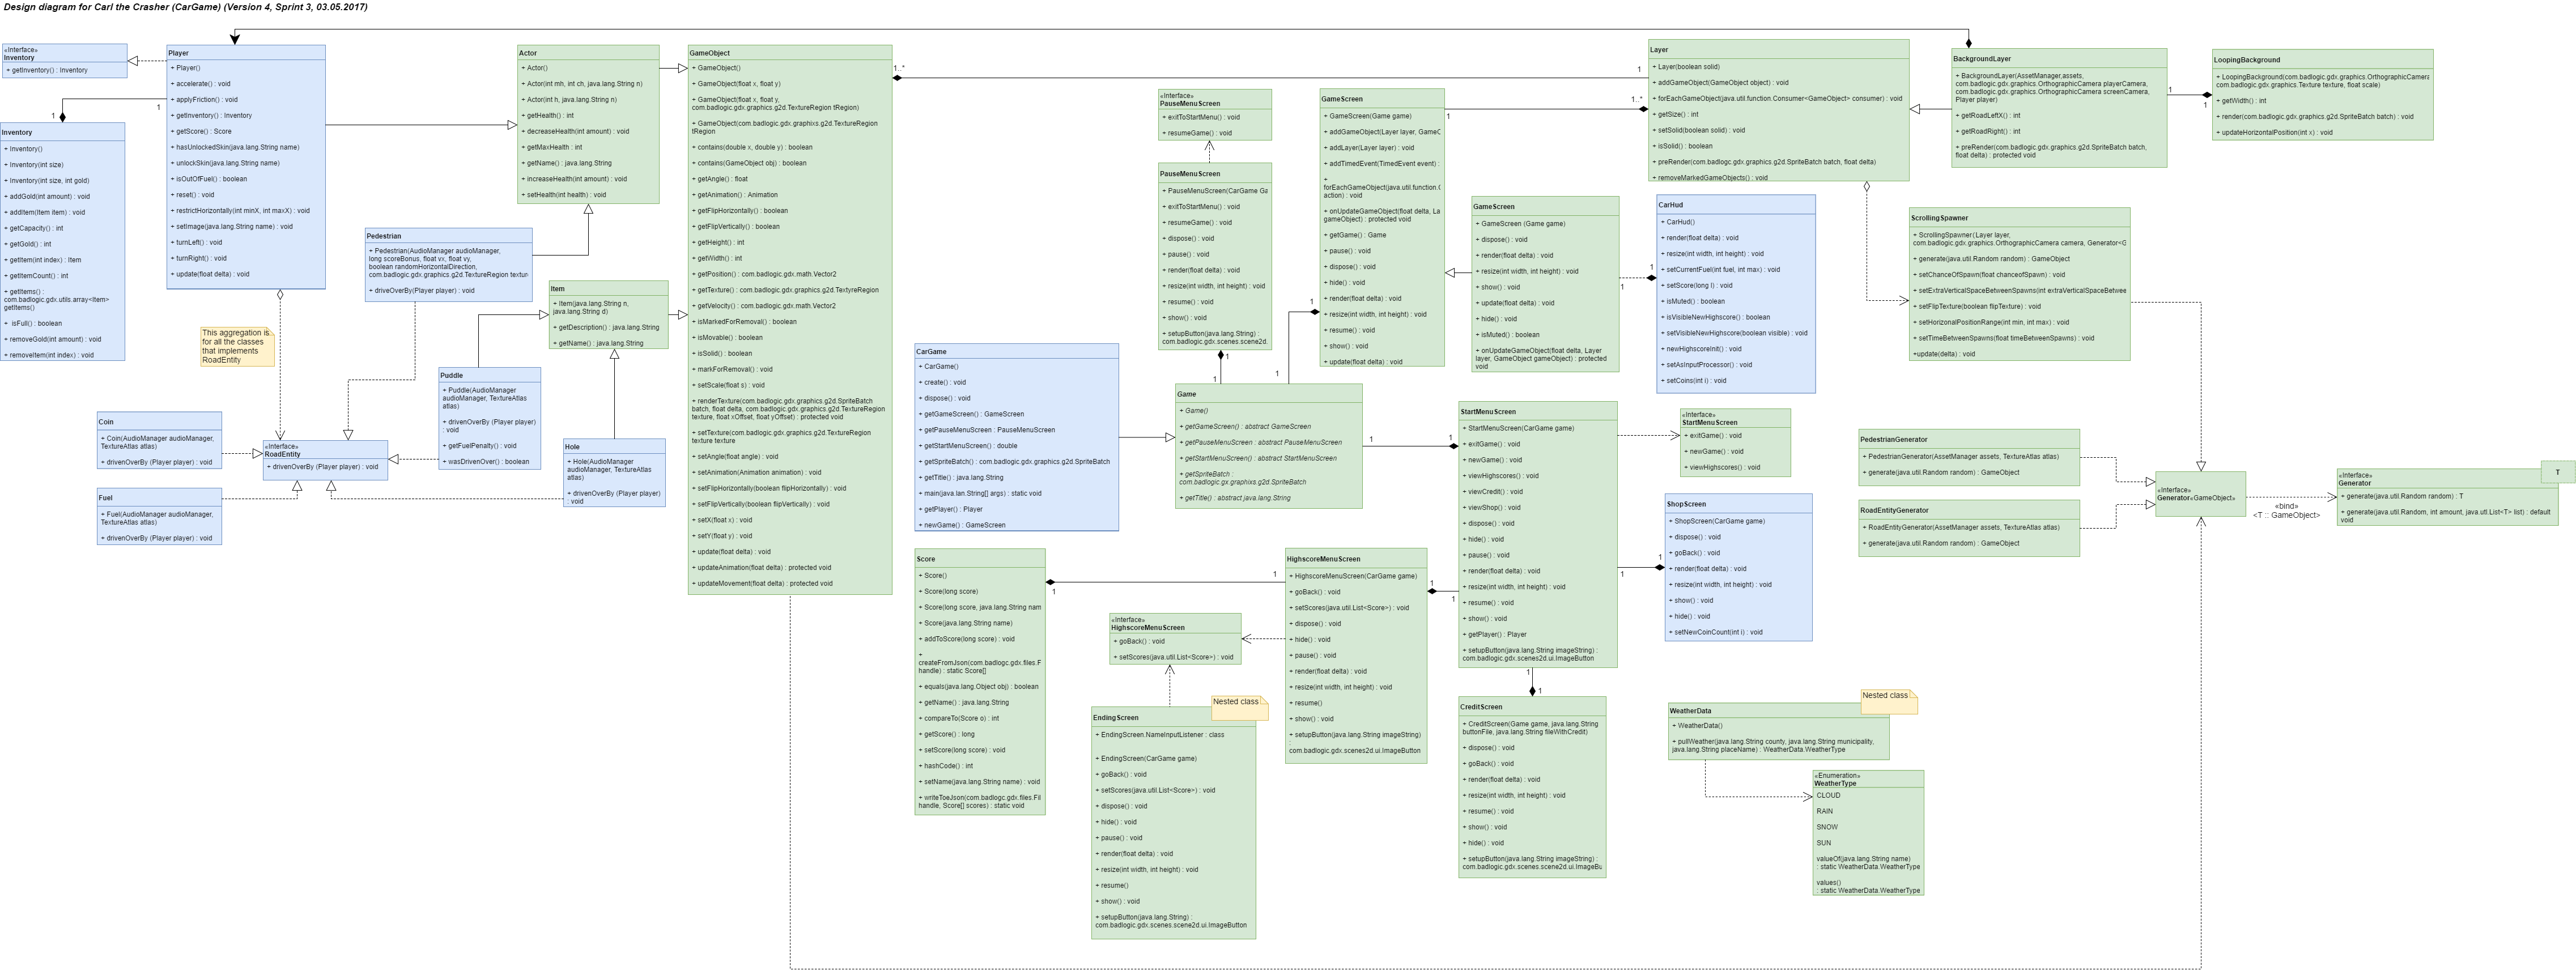 Design diagram for Carl the Crasher (CarGame) (Version 4, Sprint 3, 03.05.2017)
«Interface»
Inventory
+ getInventory() : Inventory
1
1
Inventory
+ Inventory()
+ Inventory(int size)
+ Inventory(int size, int gold)
+ addGold(int amount) : void
+ addItem(Item item) : void
+ getCapacity() : int
+ getGold() : int
+ getItem(int index) : Item
+ getItemCount() : int
+ getItems() :
com.badlogic.gdx.utils.array<Item>
getItems()
+ isFull() : boolean
+ removeGold(int amount) : void
+ removeItem(int index) : void
Player
+ Player()
+ accelerate() : void
+ applyFriction() : void
+ getInventory() : Inventory
+ getScore() : Score
+ hasUnlockedSkin(java.lang.String name)
+ unlockSkin(java.lang.String name)
+ isOutOfFuel() : boolean
+ reset() : void
+ restrictHorizontally(int minX, int maxX) : void
+ setImage(java.lang.String name) : void
+ turnLeft() : void
+ turnRight() : void
+ update(float delta) : void
This aggregation is
for all the classes
that implements
RoadEntity
Coin
+ Coin(AudioManager audioManager,
TextureAtlas atlas)
+ drivenOverBy (Player player) : void
Fuel
+ Fuel(AudioManager audioManager,
TextureAtlas atlas)
+ drivenOverBy (Player player) : void
«Interface»
RoadEntity
+ drivenOverBy (Player player) : void
Pedestrian
+ Pedestrian(AudioManager audioManager,
long scoreBonus, float vx, float vy,
boolean randomHorizontalDirection,
com.badlogic.gdx.graphics.g2d.TextureRegion textur
+ driveOverBy(Player player) : void
Actor
+ Actor()
+ Actor(int mh, int ch, java.lang.String n)
+ Actor(int h, java.lang.String n)
+ getHealth() : int
+ decreaseHealth(int amount) : void
+ getMaxHealth : int
+ getName() : java.lang.String
+ increaseHealth(int amount) : void
+ setHealth(int health) : void
Item
+ Item(java.lang.String n,
java.lang.String d)
+ getDescription() : java.lang.String
+ getName() : java.lang.String
Puddle
+ Puddle(AudioManager
audioManager, TextureAtlas
atlas)
+ drivenOverBy (Player player)
: void
+ getFuelPenalty() : void
+ wasDrivenOver() : boolean
Hole
+ Hole(AudioManager
audioManager, TextureAtlas
atlas)
+ drivenOverBy (Player player)
: void
GameObject
+ GameObject()
+ GameObject(float x, float y)
+ GameObject(float x, float y,
com.badlogic.gdx.graphics.g2d.TextureRegion tRegion)
+ GameObject(com.badlogic.gdx.graphixs.g2d.TextureRegion
tRegion
+ contains(double x, double y) : boolean
+ contains(GameObject obj) : boolean
+ getAngle() : float
+ getAnimation() : Animation
+ getFlipHorizontally() : boolean
+ getFlipVertically() : boolean
+ getHeight() : int
+ getWidth() : int
+ getPosition() : com.badlogic.gdx.math.Vector2
+ getTexture() : com.badlogic.gdx.graphics.g2d.TextyreRegion
+ getVelocity() : com.badlogic.gdx.math.Vector2
+ isMarkedForRemoval() : boolean
+ isMovable() : boolean
+ isSolid() : boolean
+ markForRemoval() : void
+ setScale(float s) : void
+ renderTexture(com.badlogic.gdx.graphics.g2d.SpriteBatch
batch, float delta, com.badlogic.gdx.graphics.g2d.TextureRegion
texture, float xOffset, float yOffset) : protected void
+ setTexture(com.badlogic.gdx.graphics.g2d.TextureRegion
texture texture
+ setAngle(float angle) : void
+ setAnimation(Animation animation) : void
+ setFlipHorizontally(boolean flipHorizontally) : void
+ setFlipVertically(boolean flipVertically) : void
+ setX(float x) : void
+ setY(float y) : void
+ update(float delta) : void
+ updateAnimation(float delta) : protected void
+ updateMovement(float delta) : protected void
1..*
1
CarGame
+ CarGame()
+ create() : void
+ dispose() : void
+ getGameScreen() : GameScreen
+ getPauseMenuScreen : PauseMenuScreen
+ getStartMenuScreen() : double
+ getSpriteBatch() : com.badlogic.gdx.graphics.g2d.SpriteBatch
+ getTitle() : java.lang.String
+ main(java.lan.String[] args) : static void
+ getPlayer() : Player
+ newGame() : GameScreen
Score
+ Score()
+ Score(long score)
+ Score(long score, java.lang.String nam
+ Score(java.lang.String name)
+ addToScore(long score) : void
+
createFromJson(com.badlogc.gdx.files.F
handle) : static Score[]
+ equals(java.lang.Object obj) : boolean
+ getName() : java.lang.String
+ compareTo(Score o) : int
+ getScore() : long
+ setScore(long score) : void
+ hashCode() : int
+ setName(java.lang.String name) : void
+ writeToeJson(com.badlogc.gdx.files.Fil
handle, Score[] scores) : static void
1
1
«Interface»
PauseMenuScreen
+ exitToStartMenu() : void
+ resumeGame() : void
PauseMenuScreen
+ PauseMenuScreen(CarGame Ga
+ exitToStartMenu() : void
+ resumeGame() : void
+ dispose() : void
+ pause() : void
+ render(float delta) : void
+ resize(int width, int height) : void
+ resume() : void
+ show() : void
+ setupButton(java.lang.String) :
com.badlogic.gdx.scenes.scene2d.
1
1
Game
+ Game()
+ getGameScreen() : abstract GameScreen
+ getPauseMenuScreen : abstract PauseMenuScreen
+ getStartMenuScreen() : abstract StartMenuScreen
+ getSpriteBatch :
com.badlogic.gx.graphixs.g2d.SpriteBatch
+ getTitle() : abstract java.lang.String
1
1
1
1
GameScreen
+ GameScreen(Game game)
+ addGameObject(Layer layer, GameC
+ addLayer(Layer layer) : void
+ addTimedEvent(TimedEvent event) :
+
forEachGameObject(java.util.function.C
action) : void
+ onUpdateGameObject(float delta, La
gameObject) : protected void
+ getGame() : Game
+ pause() : void
+ dispose() : void
+ hide() : void
+ render(float delta) : void
+ resize(int width, int height) : void
+ resume() : void
+ show() : void
+ update(float delta) : void
1
1..*
GameScreen
+ GameScreen (Game game)
+ dispose() : void
+ render(float delta) : void
+ resize(int width, int height) : void
+ show() : void
+ update(float delta) : void
+ hide() : void
+ isMuted() : boolean
+ onUpdateGameObject(float delta, Layer
layer, GameObject gameObject) : protected
void
1
1
Layer
+ Layer(boolean solid)
+ addGameObject(GameObject object) : void
+ forEachGameObject(java.util.function.Consumer<GameObject> consumer) : void
+ getSize() : int
+ setSolid(boolean solid) : void
+ isSolid() : boolean
+ preRender(com.badlogc.gdx.graphics.g2d.SpriteBatch batch, float delta)
+ removeMarkedGameObjects() : void
CarHud
+ CarHud()
+ render(float delta) : void
+ resize(int width, int height) : void
+ setCurrentFuel(int fuel, int max) : void
+ setScore(long l) : void
+ isMuted() : boolean
+ isVisibleNewHighscore() : boolean
+ setVisibleNewHighscore(boolean visible) : void
+ newHighscoreInit() : void
+ setAsInputProcessor() : void
+ setCoins(int i) : void
BackgroundLayer
+ BackgroundLayer(AssetManager,assets,
com.badlogic.gdx.graphics.OrthographicCamera playerCamera,
com.badlogic.gdx.graphics.OrthographicCamera screenCamera,
Player player)
+ getRoadLeftX() : int
+ getRoadRight() : int
+ preRender(com.badlogic.gdx.graphics.g2d.SpriteBatch batch,
float delta) : protected void
1
1
LoopingBackground
+ LoopingBackground(com.badlogic.gdx.graphics.OrthographicCamera
com.badlogic.gdx.graphics.Texture texture, float scale)
+ getWidth() : int
+ render(com.badlogic.gdx.graphics.g2d.SpriteBatch batch) : void
+ updateHorizontalPosition(int x) : void
ScrollingSpawner
+ ScrollingSpawner(Layer layer,
com.badlogic.gdx.graphics.OrthographicCamera camera, Generator<G
+ generate(java.util.Random random) : GameObject
+ setChanceOfSpawn(float chanceofSpawn) : void
+ setExtraVerticalSpaceBetweenSpawns(int extraVerticalSpaceBetwee
+ setFlipTexture(boolean flipTexture) : void
+ setHorizonalPositionRange(int min, int max) : void
+ setTimeBetweenSpawns(float timeBetweenSpawns) : void
+update(delta) : void
StartMenuScreen
+ StartMenuScreen(CarGame game)
+ exitGame() : void
+ newGame() : void
+ viewHighscores() : void
+ viewCredit() : void
+ viewShop() : void
+ dispose() : void
+ hide() : void
+ pause() : void
+ render(float delta) : void
+ resize(int width, int height) : void
+ resume() : void
+ show() : void
+ getPlayer() : Player
+ setupButton(java.lang.String imageString) :
com.badlogic.gdx.scenes2d.ui.ImageButton
«Interface»
StartMenuScreen
+ exitGame() : void
+ newGame() : void
+ viewHighscores() : void
1
1
ShopScreen
+ ShopScreen(CarGame game)
+ dispose() : void
+ goBack() : void
+ render(float delta) : void
+ resize(int width, int height) : void
+ show() : void
+ hide() : void
+ setNewCoinCount(int i) : void
HighscoreMenuScreen
+ HighscoreMenuScreen(CarGame game)
+ goBack() : void
+ setScores(java.util.List<Score>) : void
+ dispose() : void
+ hide() : void
+ pause() : void
+ render(float delta) : void
+ resize(int width, int height) : void
+ resume()
+ show() : void
+ setupButton(java.lang.String imageString)
:
com.badlogic.gdx.scenes2d.ui.ImageButton
1
1
«Interface»
HighscoreMenuScreen
+ goBack() : void
+ setScores(java.util.List<Score>) : void
Nested class
EndingScreen
+ EndingScreen.NameInputListener : class
+ EndingScreen(CarGame game)
+ goBack() : void
+ setScores(java.util.List<Score>) : void
+ dispose() : void
+ hide() : void
+ pause() : void
+ render(float delta) : void
+ resize(int width, int height) : void
+ resume()
+ show() : void
+ setupButton(java.lang.String) :
com.badlogic.gdx.scenes.scene2d.ui.ImageButton
1
1
CreditScreen
+ CreditScreen(Game game, java.lang.String
buttonFile, java.lang.String fileWithCredit)
+ dispose() : void
+ goBack() : void
+ render(float delta) : void
+ resize(int width, int height) : void
+ resume() : void
+ show() : void
+ hide() : void
+ setupButton(java.lang.String imageString) :
com.badlogic.gdx.scenes.scene2d.ui.ImageBu
Nested class
WeatherData
+ WeatherData()
+ pullWeather(java.lang.String county, java.lang.String municipality,
java.lang.String placeName) : WeatherData.WeatherType
«Enumeration»
WeatherType
CLOUD
RAIN
SNOW
SUN
valueOf(java.lang.String name)
: static WeatherData.WeatherType
values()
: static WeatherData.WeatherType
PedestrianGenerator
+ PedestrianGenerator(AssetManager assets, TextureAtlas atlas)
+ generate(java.util.Random random) : GameObject
RoadEntityGenerator
+ RoadEntityGenerator(AssetManager assets, TextureAtlas atlas)
+ generate(java.util.Random random) : GameObject
«Interface»
Generator«GameObject»
«bind»
<T :: GameObject>
T
«Interface»
Generator
+ generate(java.util.Random random) : T
+ generate(java.util.Random, int amount, java.utl.List<T> list) : default
void